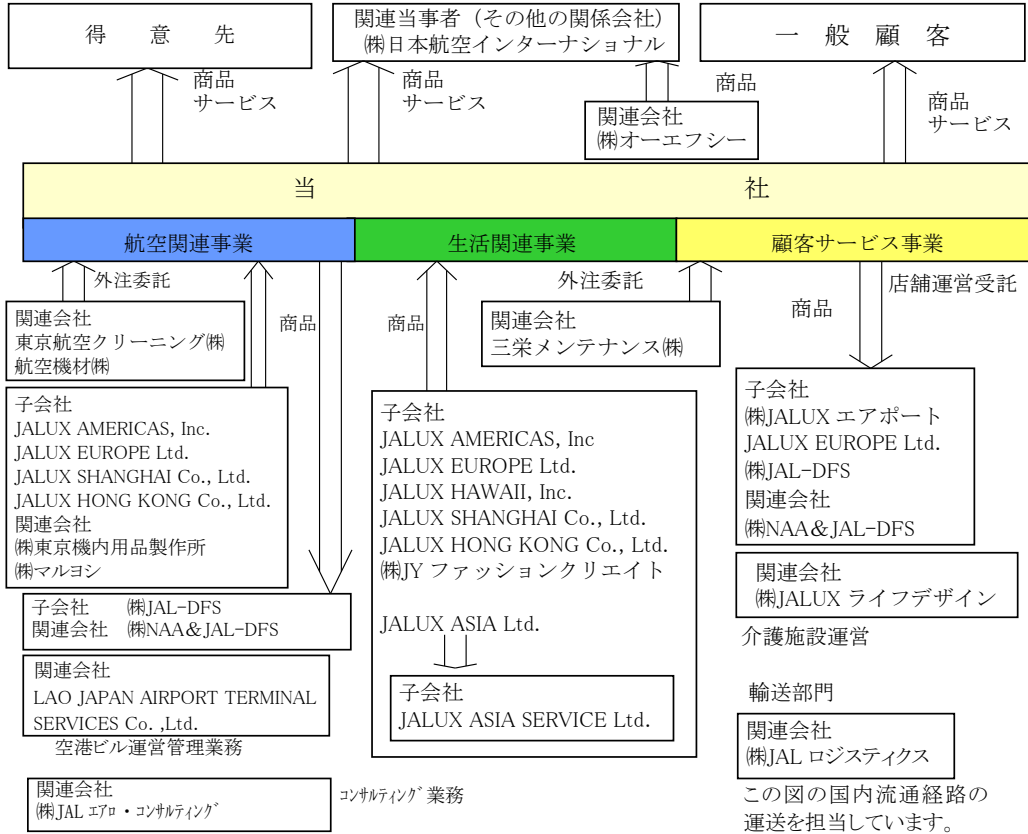 得 意 先
関連当事者（その他の関係会社）
㈱日本航空インターナショナル
一 般 顧 客
商品
サービス
商品
サービス
商品
関連会社
㈱オーエフシー
商品
サービス
当 社
航空関連事業
生活関連事業
顧客サービス事業
外注委託
関連会社
東京航空クリーニング㈱
航空機材㈱
商品
子会社
JALUX AMERICAS, Inc.
JALUX EUROPE Ltd.
JALUX SHANGHAI Co., Ltd.
JALUX HONG KONG Co., Ltd.
関連会社
㈱東京機内用品製作所
㈱マルヨシ
子会社 ㈱JAL-DFS
関連会社 ㈱NAA&JAL-DFS
関連会社
LAO JAPAN AIRPORT TERMINAL
SERVICES Co. ,Ltd.
空港ビル運営管理業務
関連会社
㈱JAL ｴｱﾛ・ｺﾝｻﾙﾃｨﾝｸﾞ
ｺﾝｻﾙﾃｨﾝｸﾞ業務
商品
外注委託
関連会社
三栄メンテナンス㈱
子会社
JALUX AMERICAS, Inc
JALUX EUROPE Ltd.
JALUX HAWAII, Inc.
JALUX SHANGHAI Co., Ltd.
JALUX HONG KONG Co., Ltd.
㈱JY ファッションクリエイト
JALUX ASIA Ltd.
子会社
JALUX ASIA SERVICE Ltd.
店舗運営受託
商品
子会社
㈱JALUX エアポート
JALUX EUROPE Ltd.
㈱JAL-DFS
関連会社
㈱NAA&JAL-DFS
関連会社
㈱JALUX ライフデザイン
介護施設運営
輸送部門
関連会社
㈱JAL ロジスティクス
この図の国内流通経路の
運送を担当しています。